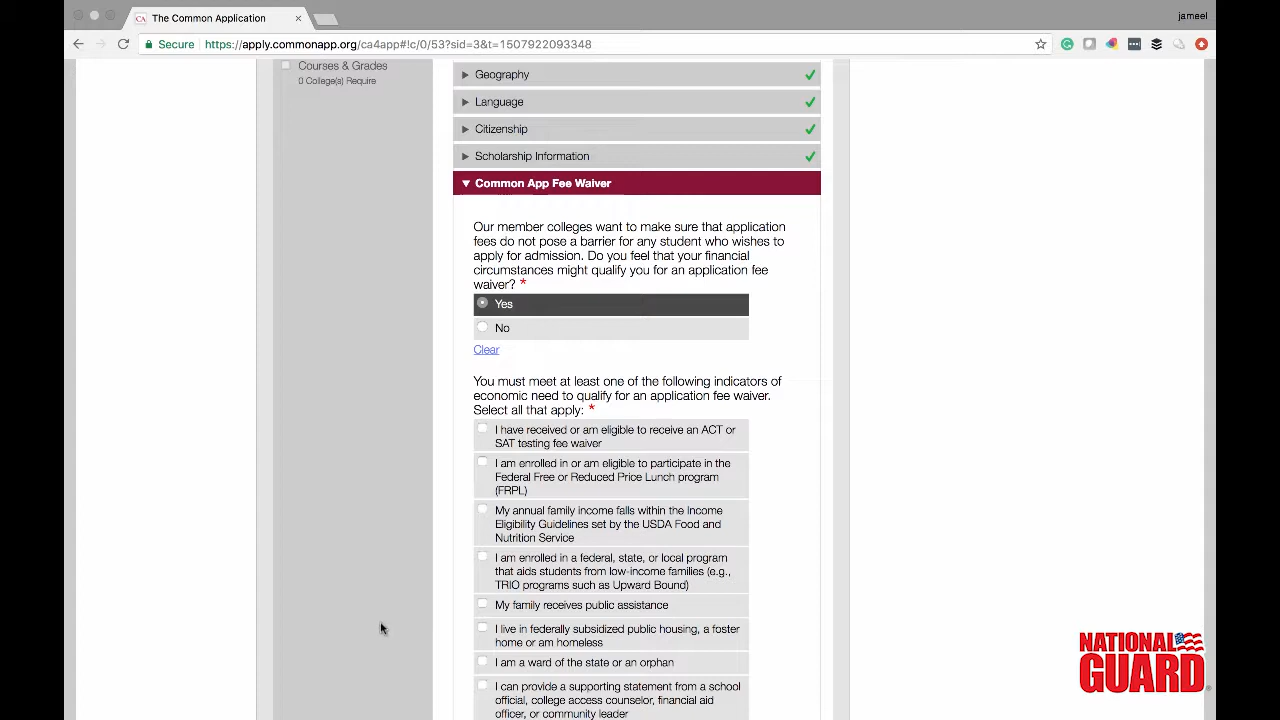 The Common Application
jameel
Secure
https://apply.commonapp.org/ca4app#!c/0/53?sid=3&t=1507922093348
Courses & Grades
0 College(s) Require
Geography
Language
Citizenship
Scholarship Information
Common App Fee Waiver
Our member colleges want to make sure that application
fees do not pose a barrier for any student who wishes to
apply for admission. Do you feel that your financial
circumstances might qualify you for an application fee
waiver? *
Yes
No
Clear
You must meet at least one of the following indicators of
economic need to qualify for an application fee waiver.
Select all that apply: *
I have received or am eligible to receive an ACT or
SAT testing fee waiver
I am enrolled in or am eligible to participate in the
Federal Free or Reduced Price Lunch program
(FRPL)
My annual family income falls within the Income
Eligibility Guidelines set by the USDA Food and
Nutrition Service
I am enrolled in a federal, state, or local program
that aids students from low-income families (e.g.,
TRIO programs such as Upward Bound)
My family receives public assistance
I live in federally subsidized public housing, a foster
home or am homeless
I am a ward of the state or an orphan
I can provide a supporting statement from a school
official, college access counselor, financial aid
officer, or community leader
CA
NATIONAL
GUARD®